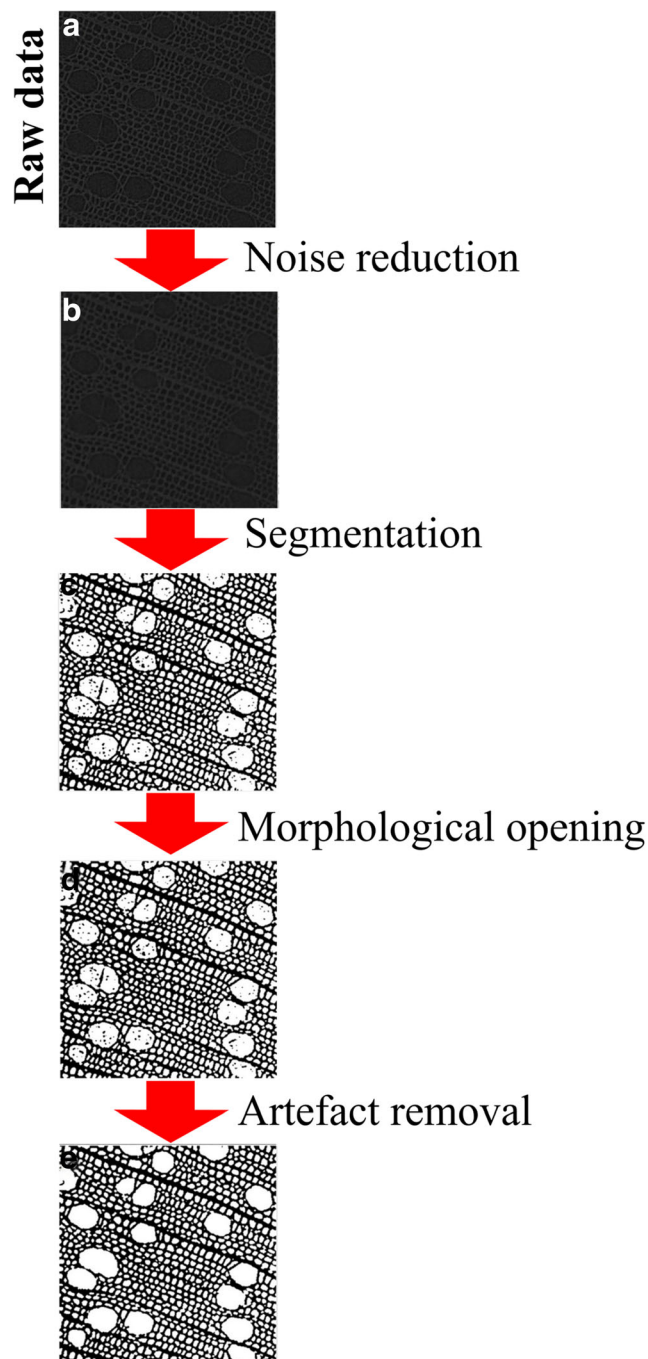 Raw data
a
Noise reduction
b
Segmentation
c
Morphological opening
d
Artefact removal
e